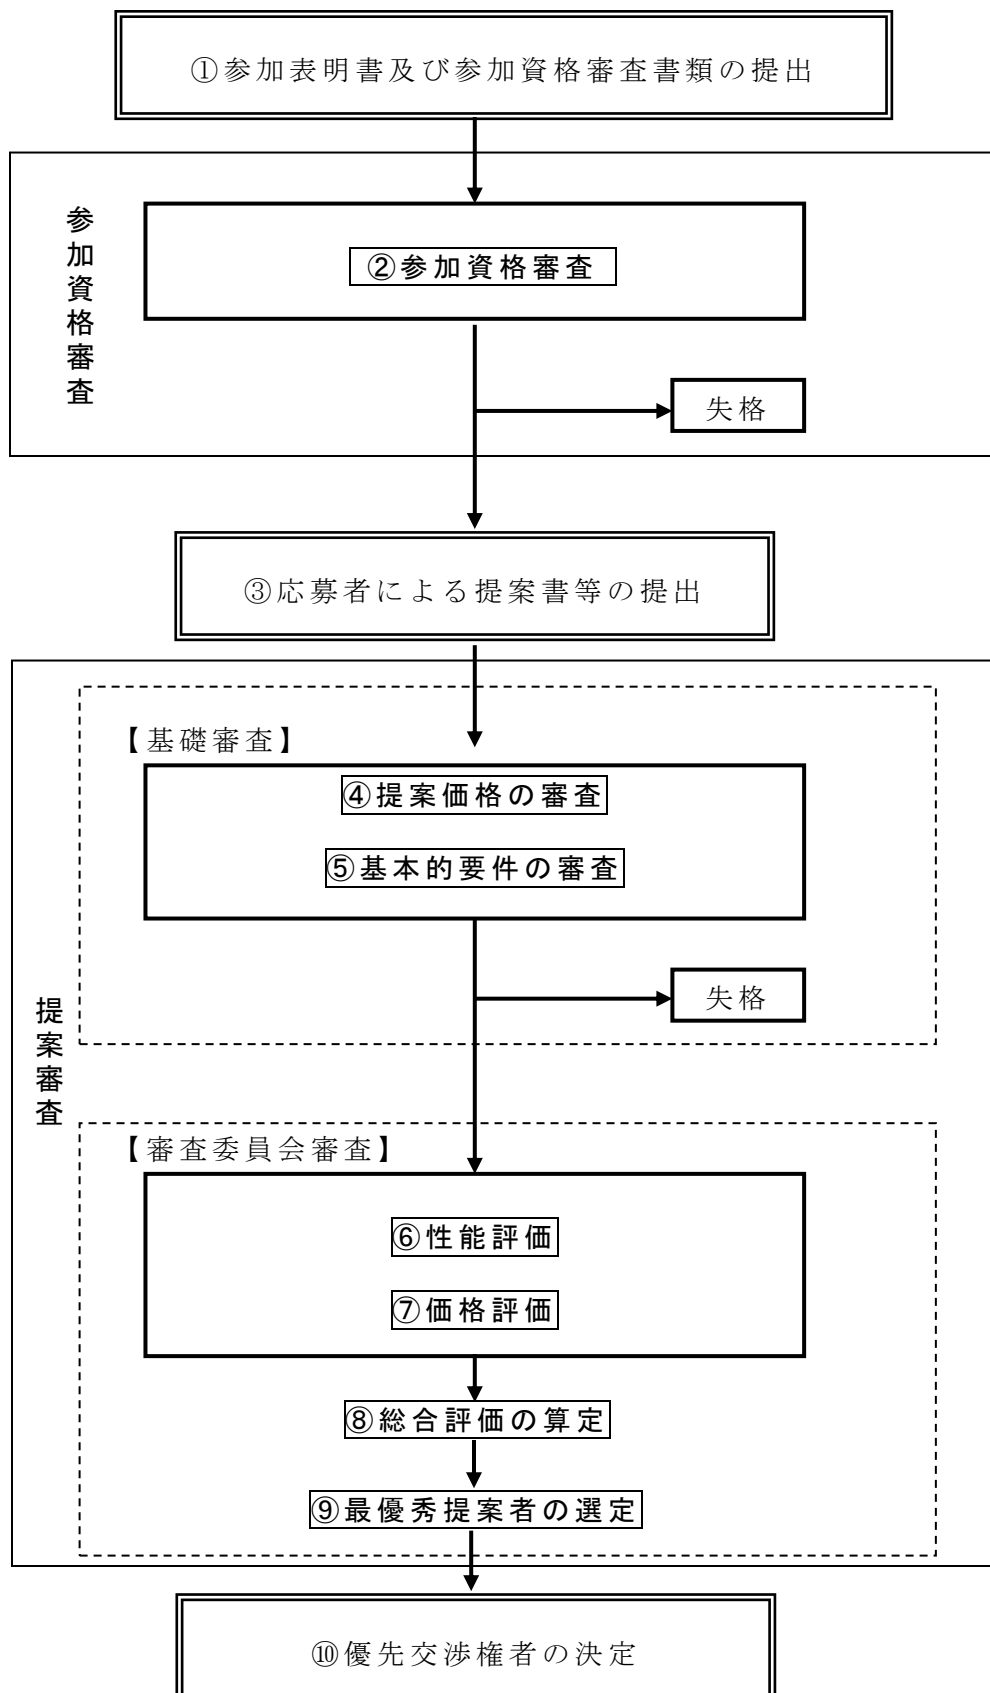 ①参加表明書及び参加資格審査書類の提出
参加資格審査
②参加資格審査
失格
③応募者による提案書等の提出
提案審査
【基礎審査】
④提案価格の審査
⑤基本的要件の審査
失格
【審査委員会審査】
⑥性能評価
⑦価格評価
⑧総合評価の算定
⑨最優秀提案者の選定
⑩優先交渉権者の決定